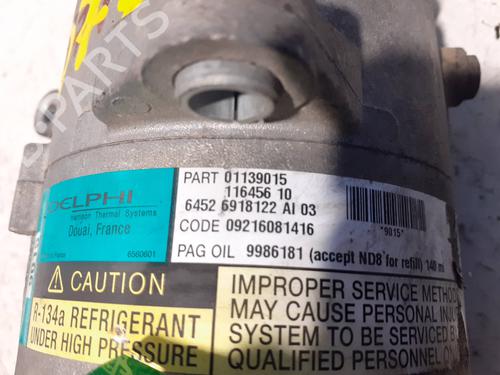 DELPHI
Harrison Thermal Systems
Douai, France
6560601
PART 01139015
116456 10
6452 6918122 AI 03
CODE 09216081416
PAG OIL 9986181 (accept ND8 for refill) 140 ml
*9015*
CAUTION
R-134a REFRIGERANT
UNDER HIGH PRESSURE
IMPROPER SERVICE METHOD
MAY CAUSE PERSONAL INJ
SYSTEM TO BE SERVICED B
QUALIFIED PERSONNEL